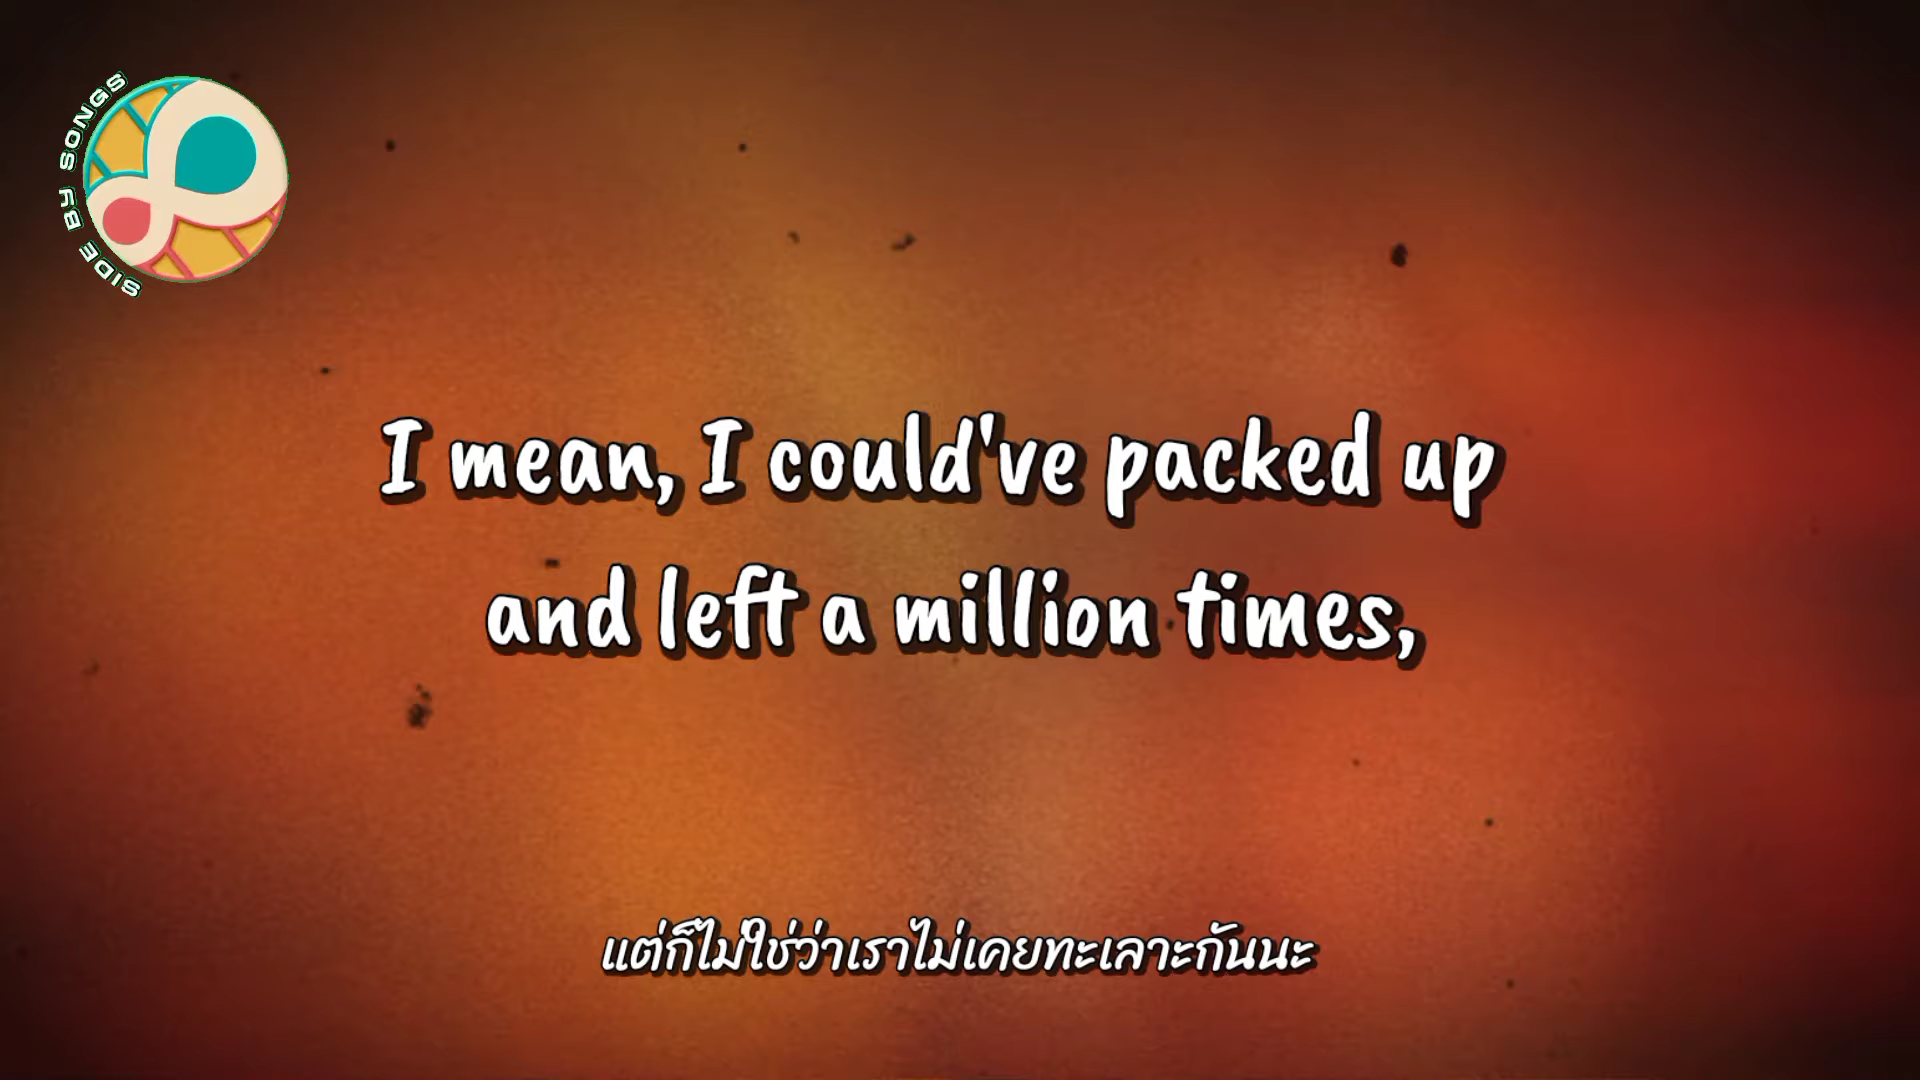 SIDE BY SONGS
I mean, I could've packed up
and left a million times,
แต่ก็ไม่ใช่ว่าเราไม่เคยทะเลาะกันนะ